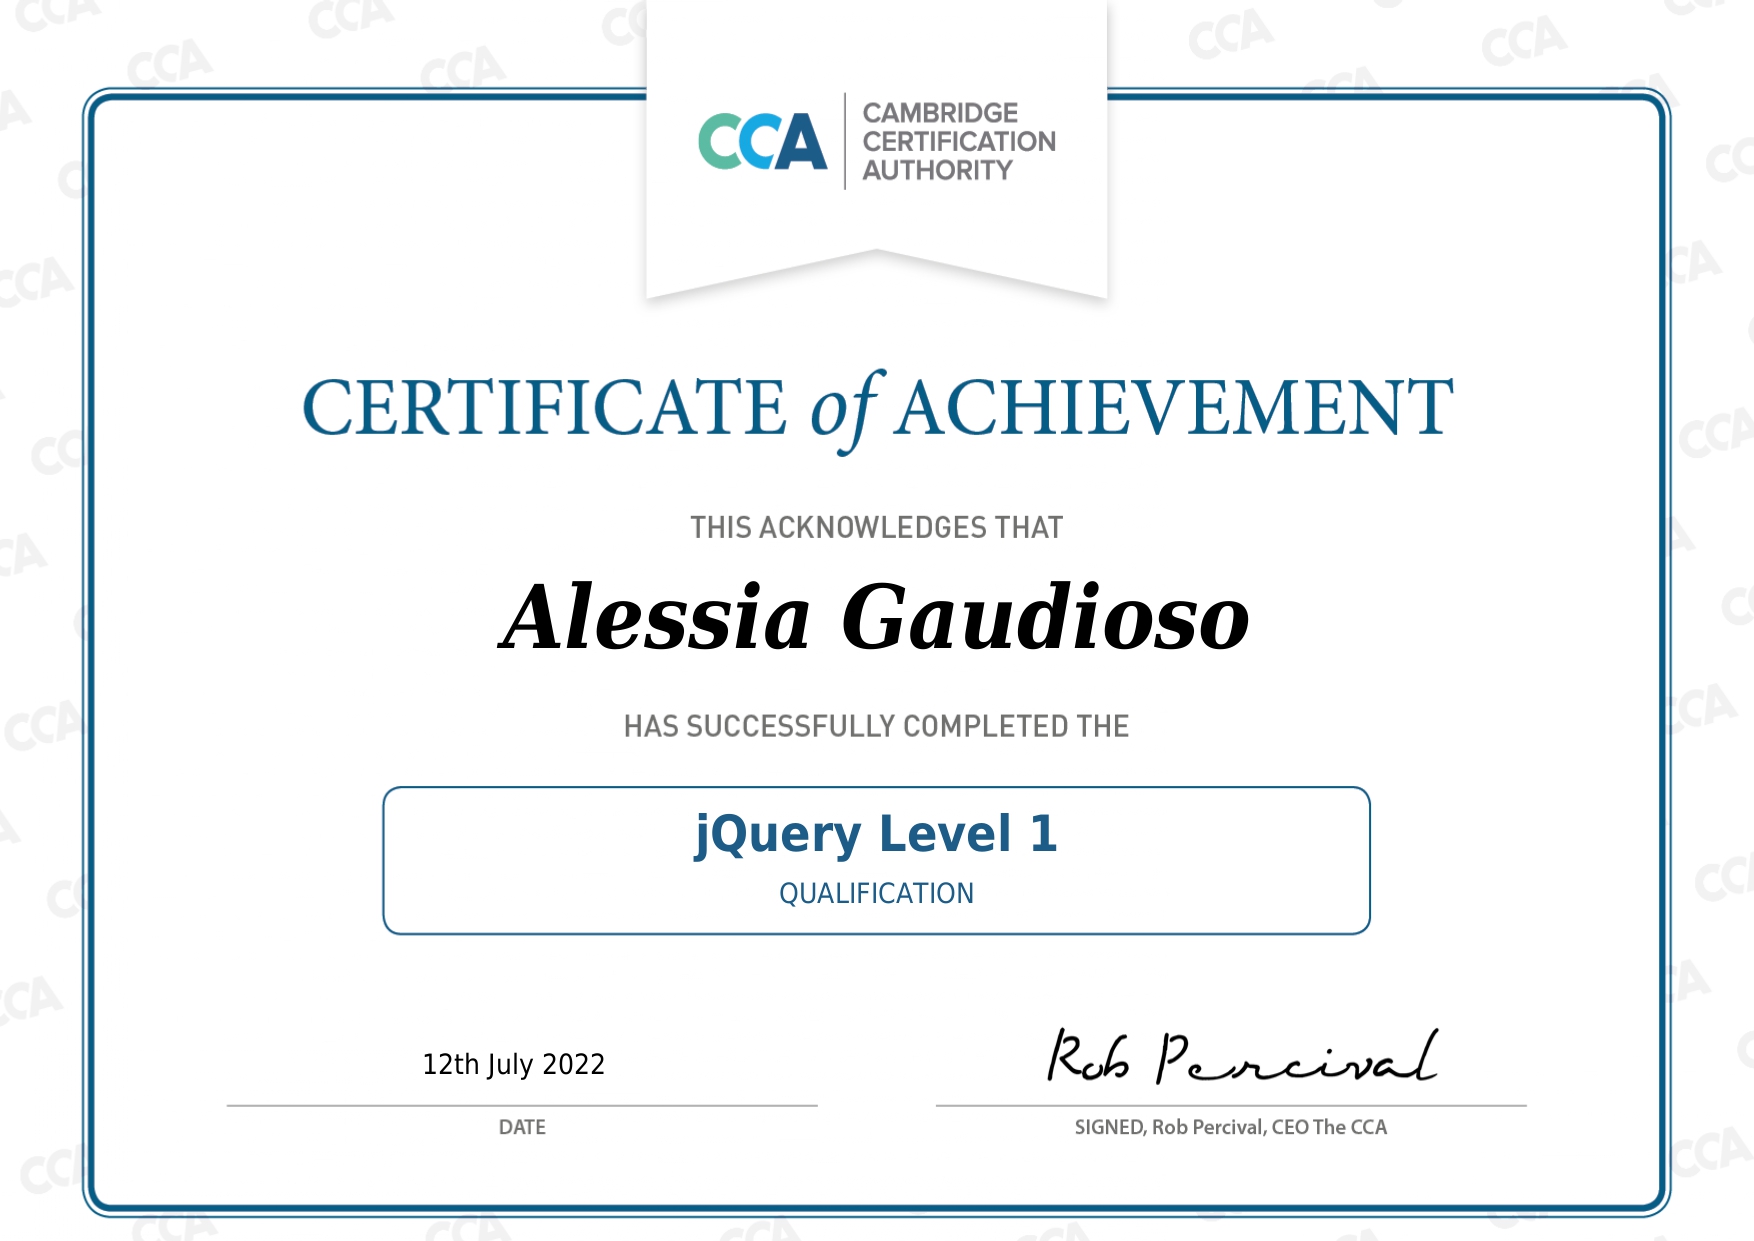 CCA
CAMBRIDGE
CERTIFICATION
AUTHORITY
CERTIFICATE of ACHIEVEMENT
THIS ACKNOWLEDGES THAT
Alessia Gaudioso
HAS SUCCESSFULLY COMPLETED THE
jQuery Level 1
QUALIFICATION
12th July 2022
Rob Percival
DATE
SIGNED, Rob Percival, CEO The CCA